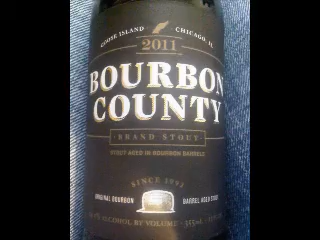 GOOSE ISLAND CHICAGO, IL
2011
BOURBON
COUNTY
BRAND STOUT
STOUT AGED IN BOURBON BARRELS
SINCE 1992
ORIGINAL BOURBON BARREL AGED STOUT
ALCOHOL BY VOLUME · 355ml